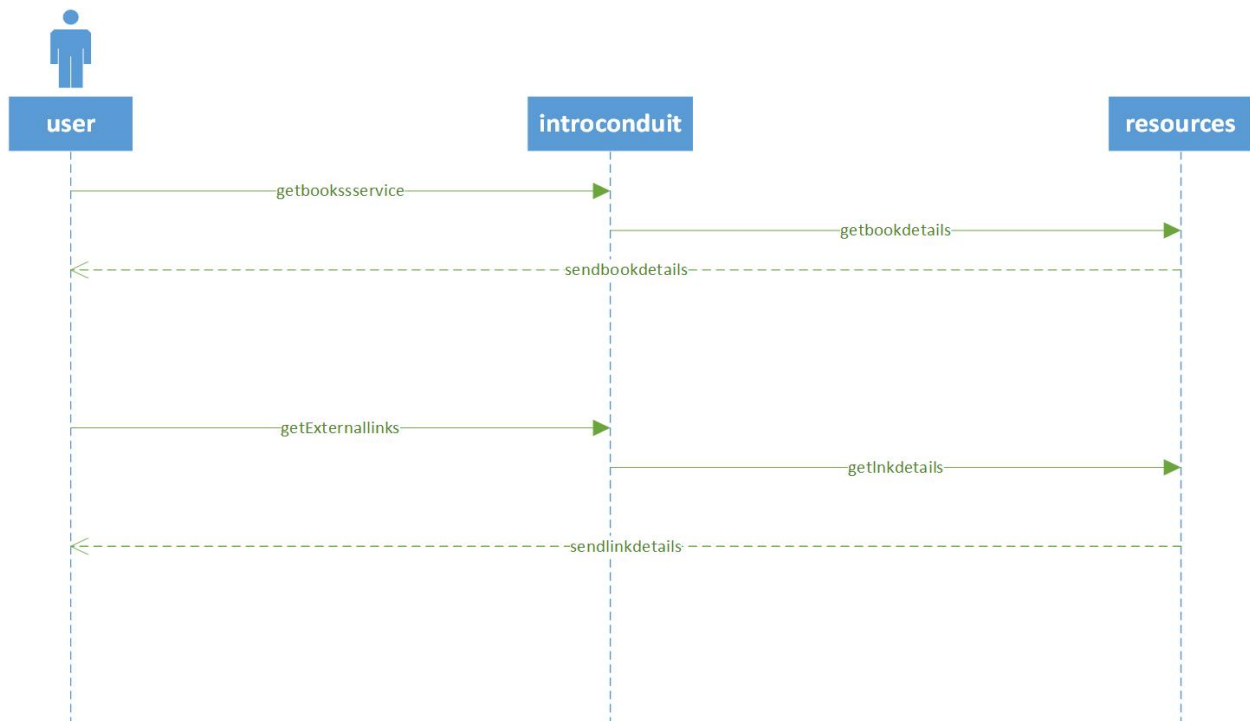 user
introconduit
resources
getbookssservice
getbookdetails
sendbookdetails
getExternallinks
getlnkdetails
sendlinkdetails